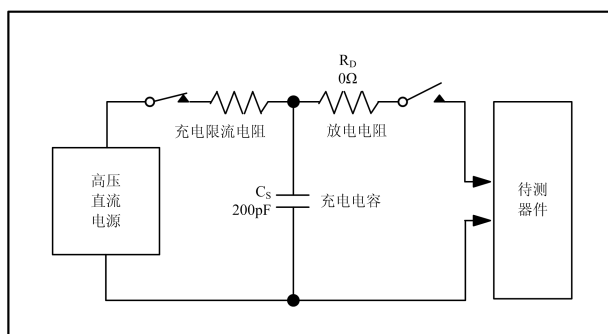 R_D
0Ω
充电限流电阻
放电电阻
高压
直流
电源
C_S
200pF
充电电容
待测
器件